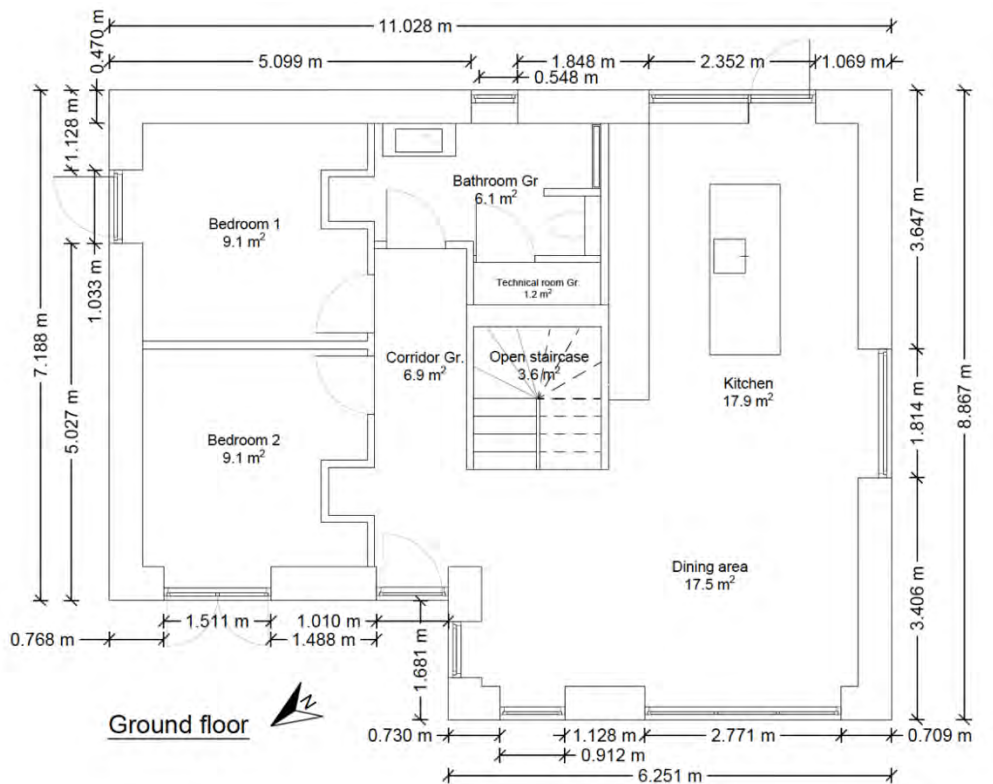 11.028 m
5.099 m
1.848 m
2.352 m
1.069 m
0.548 m
0.470 m
1.128 m
1.033 m
7.188 m
5.027 m
3.647 m
1.814 m
8.867 m
3.406 m
Bathroom Gr
6.1 m²
Bedroom 1
9.1 m²
Technical room Gr.
1.2 m²
Corridor Gr.
6.9 m²
Open staircase
3.6 m²
Kitchen
17.9 m²
Bedroom 2
9.1 m²
Dining area
17.5 m²
1.511 m
1.010 m
0.768 m
1.488 m
1.681 m
N
Ground floor
0.730 m
1.128 m
2.771 m
0.709 m
0.912 m
6.251 m